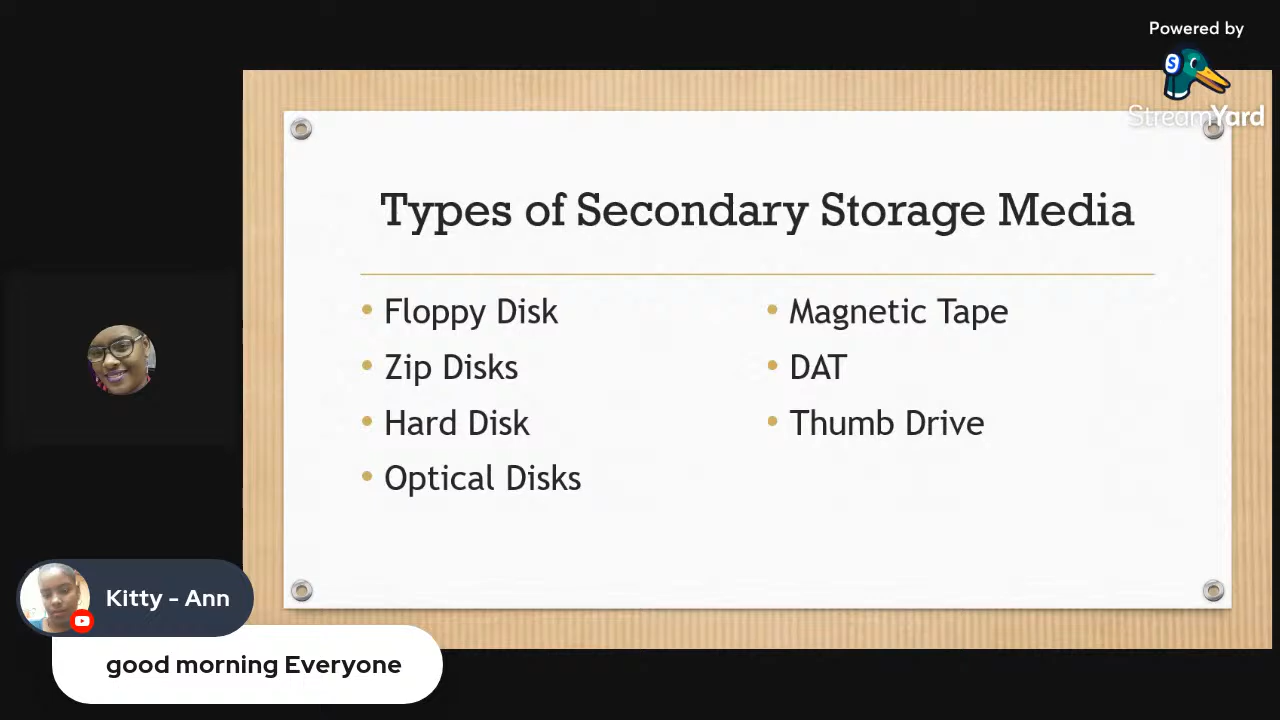 Powered by
StreamYard
Types of Secondary Storage Media
• Floppy Disk
• Zip Disks
• Hard Disk
• Optical Disks
• Magnetic Tape
• DAT
• Thumb Drive
Kitty - Ann
good morning Everyone